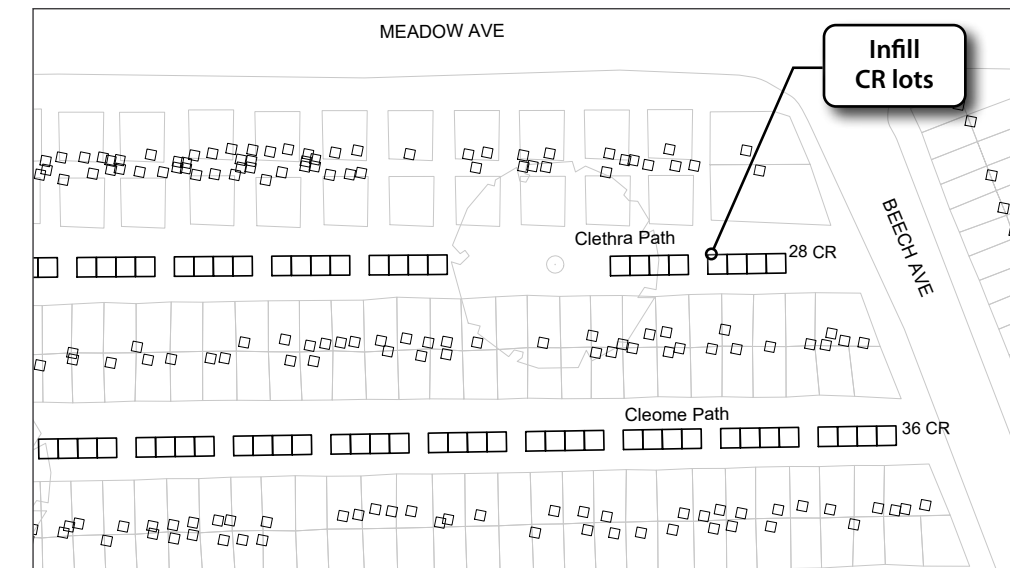 MEADOW AVE
Infill
CR lots
BEECH AVE
Clethra Path
28 CR
Cleome Path
36 CR